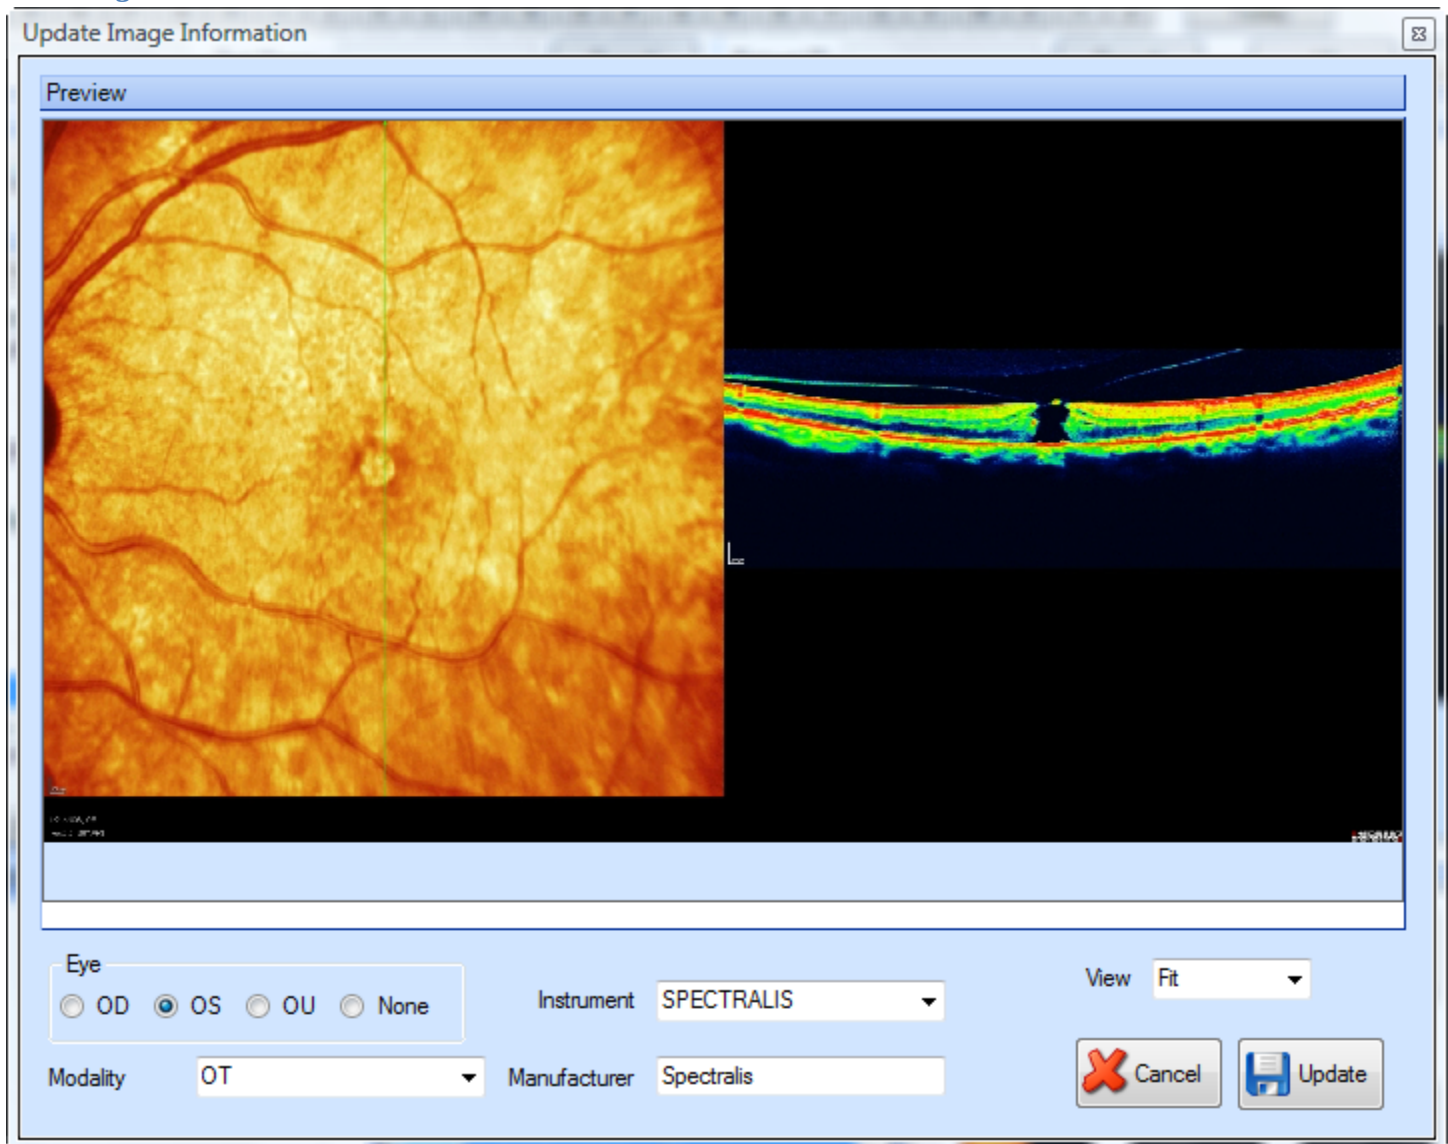 Update Image Information
Preview
Eye
OD OS OU None
Instrument SPECTRALIS
View Fit
Modality OT
Manufacturer Spectralis
Cancel
Update